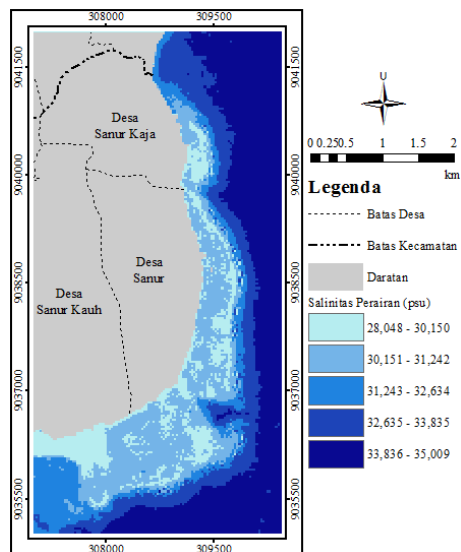 308000 309500
9041500
9040000
9038500
9037000
9035500
Desa
Sanur Kaja
Desa
Sanur
Desa
Sanur Kauh
308000 309500
U
0 0.250.5 1 1.5 2
km
Legenda
Batas Desa
Batas Kecamatan
Daratan
Salinitas Perairan (psu)
28,048 - 30,150
30,151 - 31,242
31,243 - 32,634
32,635 - 33,835
33,836 - 35,009